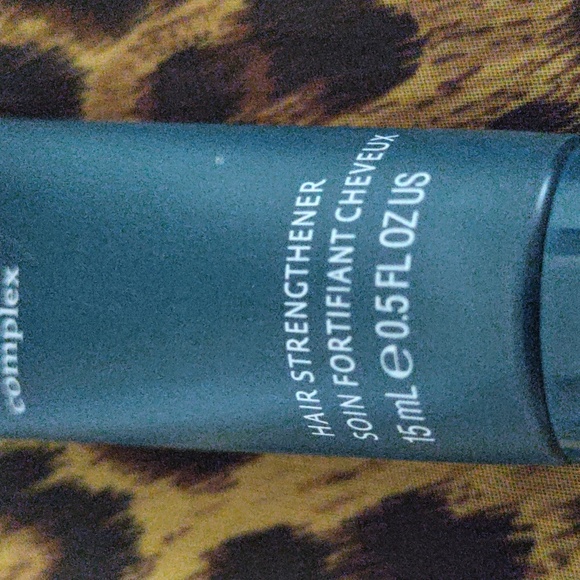 complex
HAIR STRENGTHENER
SOIN FORTIFIANT CHEVEUX
15 mL e 0.5 FL OZ US